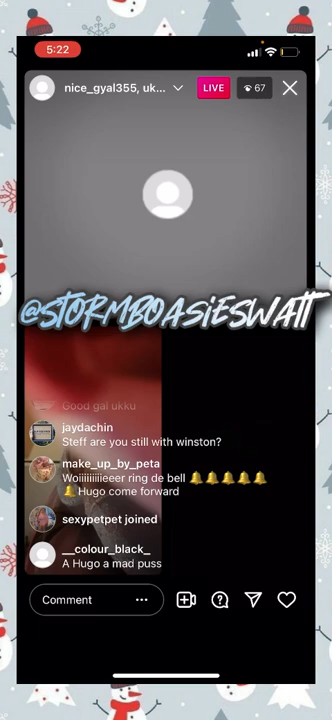 5:22
nice_gyal355, uk...
LIVE
67
@STORMBOASIESWATT
Good gal ukku
jaydachin
Steff are you still with winston?
make_up_by_peta
Woiiiiiiiieeer ring de bell 🔔🔔🔔🔔🔔
🔔Hugo come forward
sexypetpet joined
__colour_black_
A Hugo a mad puss
Comment